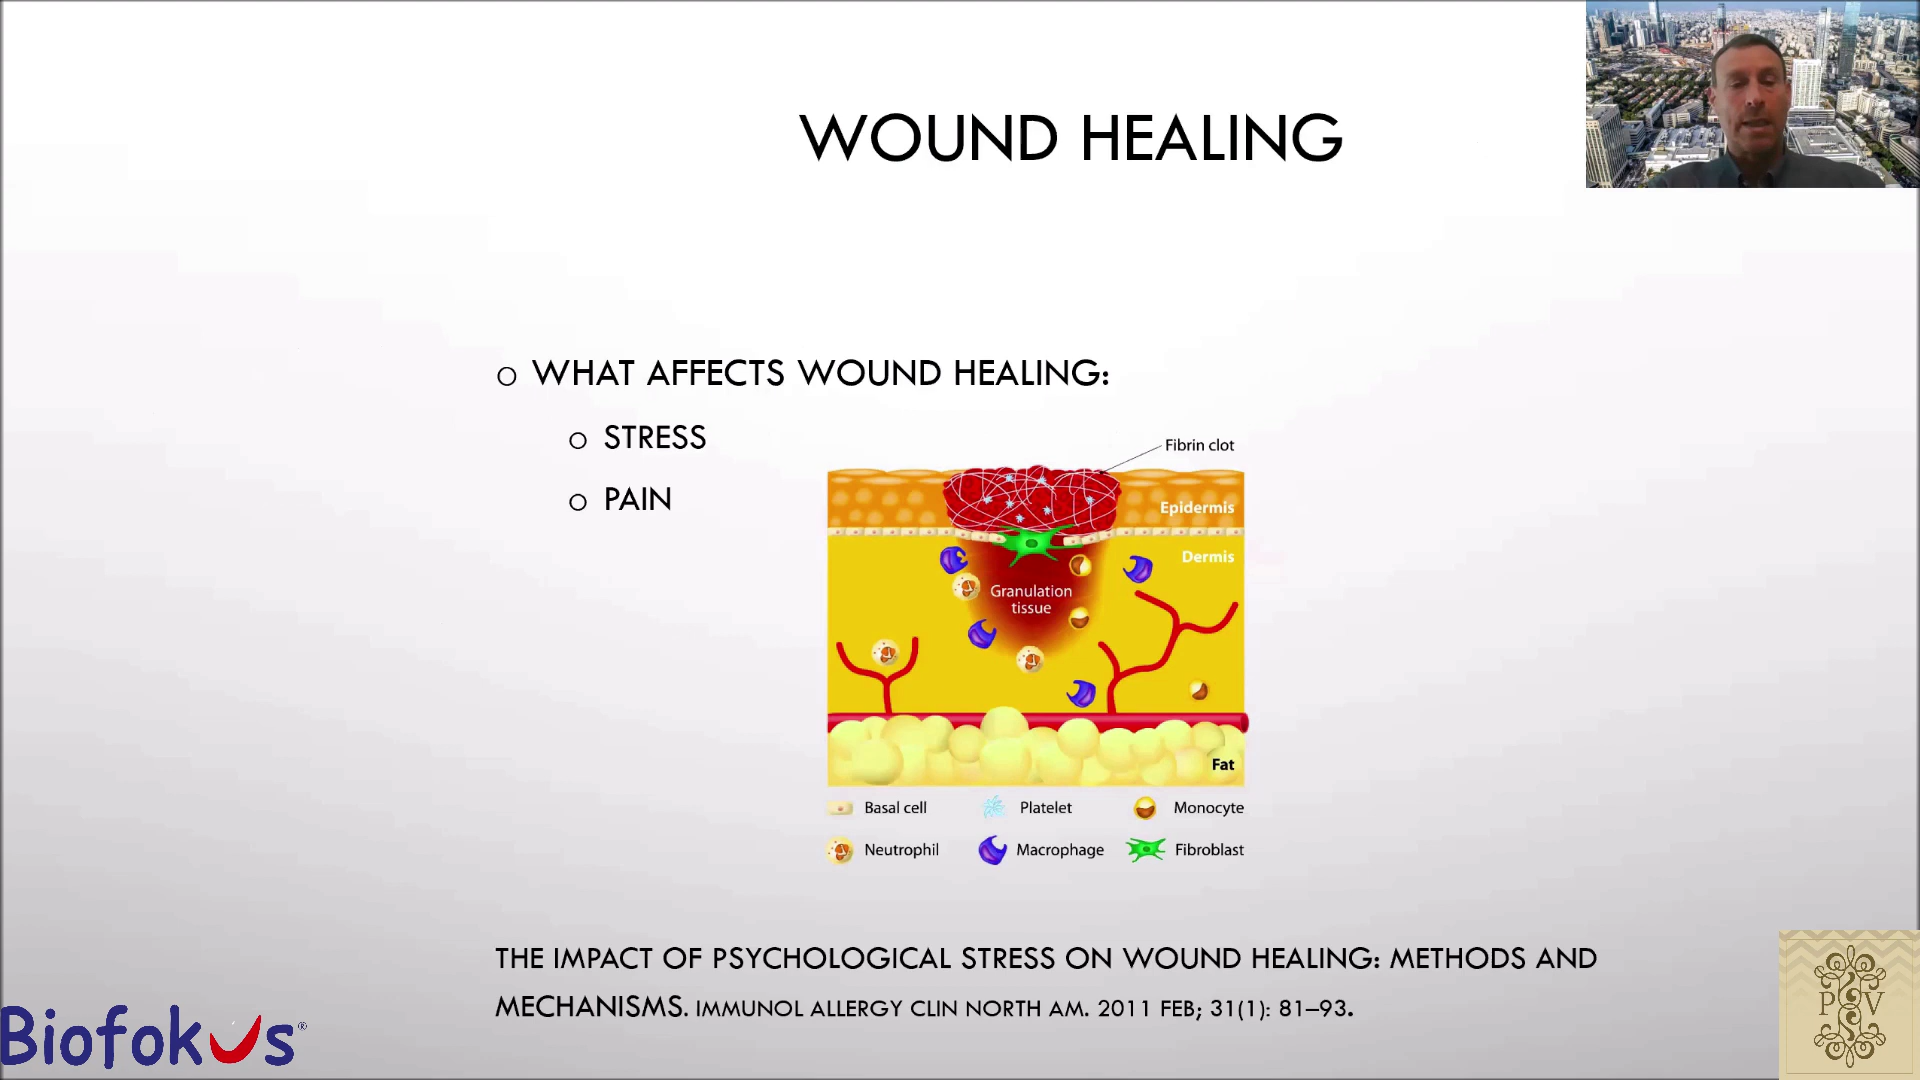 WOUND HEALING
o WHAT AFFECTS WOUND HEALING:
o STRESS
o PAIN
Fibrin clot
Epidermis
Dermis
Granulation
tissue
Fat
Basal cell
Platelet
Monocyte
Neutrophil
Macrophage
Fibroblast
THE IMPACT OF PSYCHOLOGICAL STRESS ON WOUND HEALING: METHODS AND
MECHANISMS. IMMUNOL ALLERGY CLIN NORTH AM. 2011 FEB; 31(1): 81–93.
Biofokus®
P S V